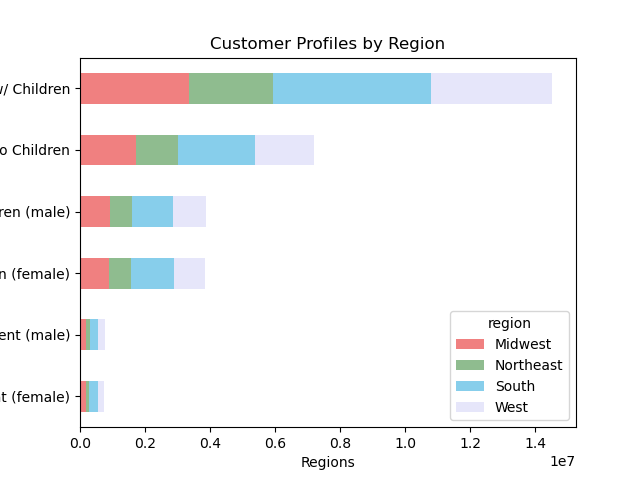 Customer Profiles by Region
w/ Children
o Children
ren (male)
n (female)
ent (male)
t (female)
region
Midwest
Northeast
South
West
0.0 0.2 0.4 0.6 0.8 1.0 1.2 1.4
1e7
Regions